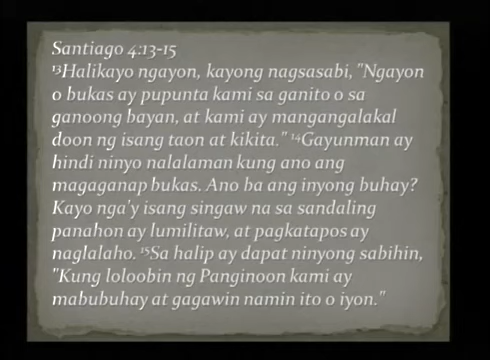 Santiago 4:13-15
¹³Halikayo ngayon, kayong nagsasabi, "Ngayon
o bukas ay pupunta kami sa ganito o sa
ganoong bayan, at kami ay mangangalakal
doon ng isang taon at kikita." ¹⁴Gayunman ay
hindi ninyo nalalaman kung ano ang
magaganap bukas. Ano ba ang inyong buhay?
Kayo nga'y isang singaw na sa sandaling
panahon ay lumilitaw, at pagkatapos ay
naglalaho. ¹⁵Sa halip ay dapat ninyong sabihin,
"Kung loloobin ng Panginoon kami ay
mabubuhay at gagawin namin ito o iyon."